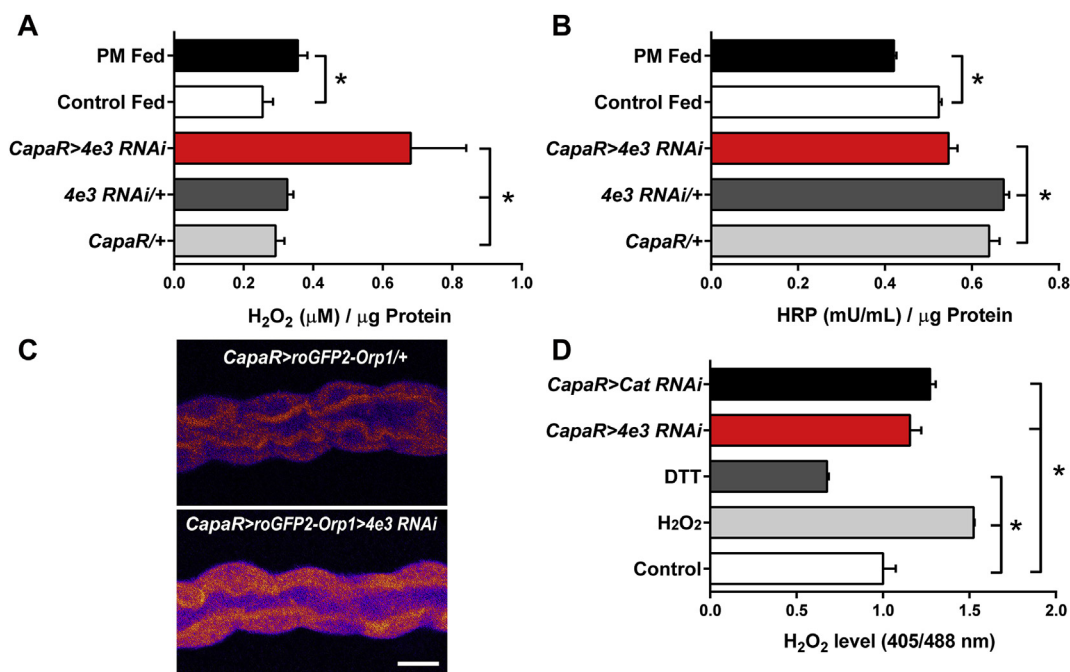 A
PM Fed
Control Fed
CapaR>4e3 RNAi
4e3 RNAi/+
CapaR/+
*
*
0.0 0.2 0.4 0.6 0.8 1.0
H₂O₂ (μM) / μg Protein
B
PM Fed
Control Fed
CapaR>4e3 RNAi
4e3 RNAi/+
CapaR/+
*
*
0.0 0.2 0.4 0.6 0.8
HRP (mU/mL) / μg Protein
C
CapaR>roGFP2-Orp1/+
CapaR>roGFP2-Orp1>4e3 RNAi
D
CapaR>Cat RNAi
CapaR>4e3 RNAi
DTT
H₂O₂
Control
*
*
0.0 0.5 1.0 1.5 2.0
H₂O₂ level (405/488 nm)